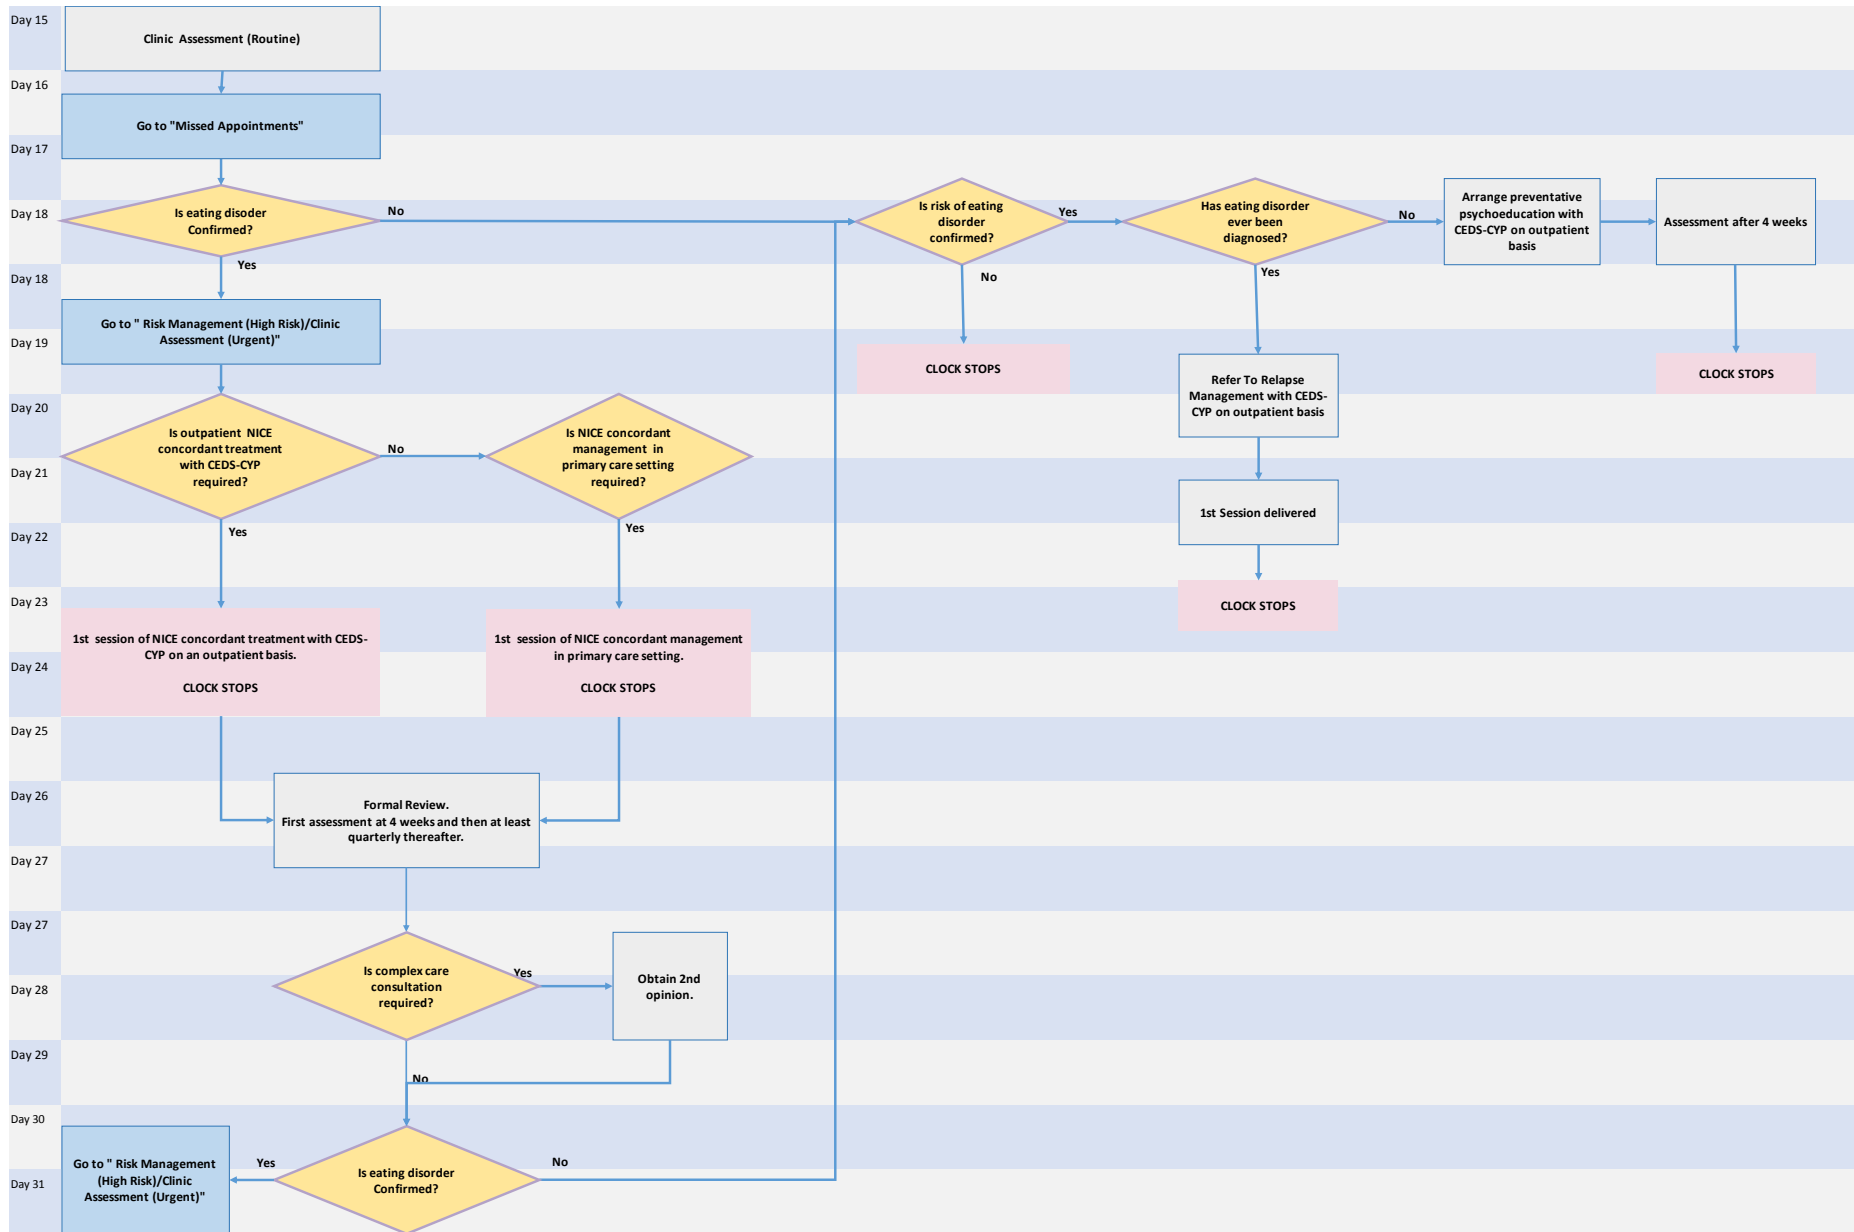 Day 15
Clinic Assessment (Routine)
Day 16
Go to "Missed Appointments"
Day 17
Day 18
Is eating disoder
Confirmed?
No
Yes
Is risk of eating
disorder
confirmed?
Yes
No
Has eating disorder
ever been
diagnosed?
No
Yes
Arrange preventative
psychoeducation with
CEDS-CYP on outpatient
basis
Assessment after 4 weeks
Day 18
Go to " Risk Management (High Risk)/Clinic
Assessment (Urgent)"
Day 19
CLOCK STOPS
CLOCK STOPS
Refer To Relapse
Management with CEDS-
CYP on outpatient basis
Day 20
Is outpatient NICE
concordant treatment
with CEDS-CYP
required?
No
Yes
Is NICE concordant
management in
primary care setting
required?
Yes
Day 21
1st Session delivered
Day 22
Day 23
CLOCK STOPS
1st session of NICE concordant treatment with CEDS-
CYP on an outpatient basis.
CLOCK STOPS
1st session of NICE concordant management
in primary care setting.
CLOCK STOPS
Day 24
Day 25
Day 26
Formal Review.
First assessment at 4 weeks and then at least
quarterly thereafter.
Day 27
Day 27
Is complex care
consultation
required?
Yes
Obtain 2nd
opinion.
Day 28
Day 29
No
Day 30
Go to " Risk Management
(High Risk)/Clinic
Assessment (Urgent)"
Yes
Is eating disorder
Confirmed?
No
Day 31